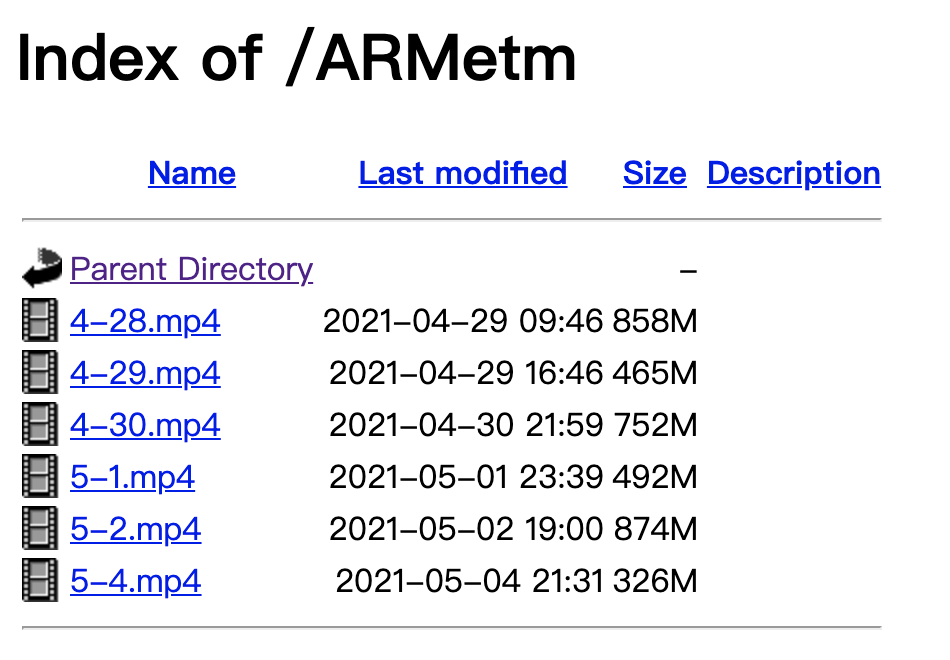 Index of /ARMetm
Name Last modified Size Description
Parent Directory –
4–28.mp4 2021–04–29 09:46 858M
4–29.mp4 2021–04–29 16:46 465M
4–30.mp4 2021–04–30 21:59 752M
5–1.mp4 2021–05–01 23:39 492M
5–2.mp4 2021–05–02 19:00 874M
5–4.mp4 2021–05–04 21:31 326M